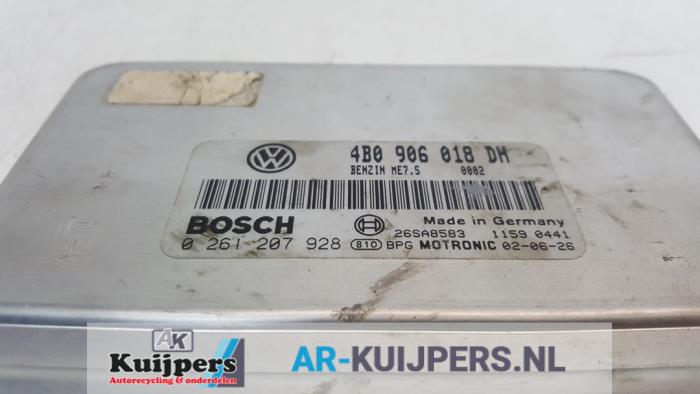 4B0 906 018 DH
BENZIN ME7.5 0002
BOSCH
Made in Germany
26SA8583 1159 0441
0 261 207 928 810 BPG MOTRONIC 02-06-26
AK
Kuijpers
Autorecycling & onderdelen
AR-KUIJPERS.NL